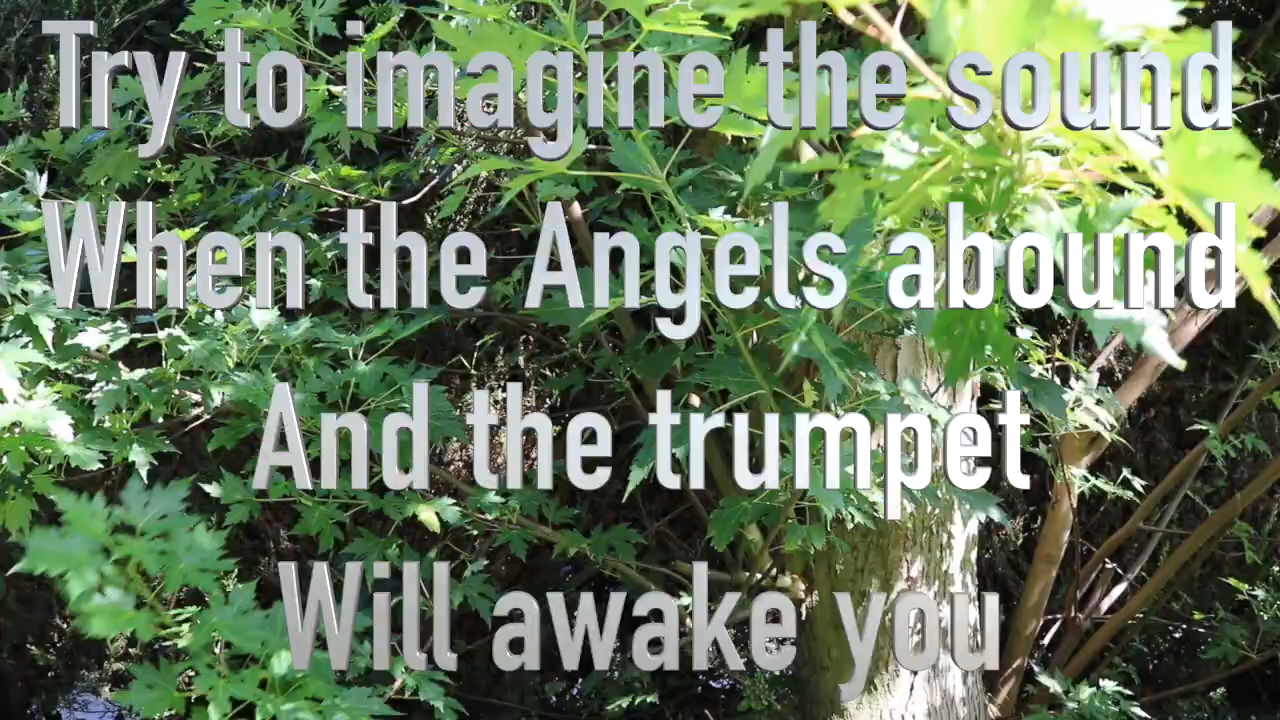 Try to imagine the sound
When the Angels abound
And the trumpet
Will awake you